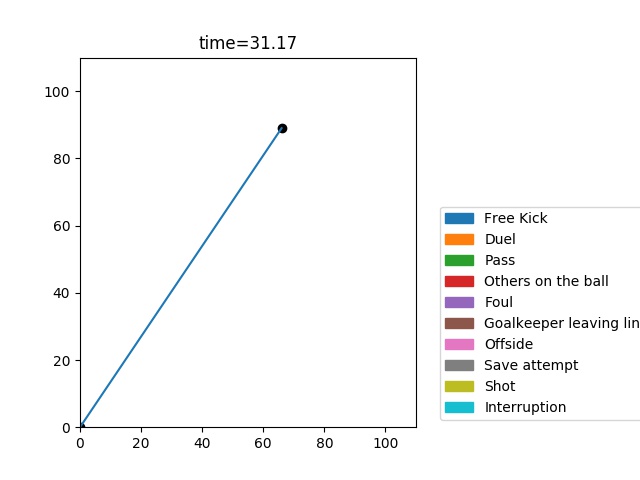 time=31.17
100
80
60
40
20
0
0 20 40 60 80 100
Free Kick
Duel
Pass
Others on the ball
Foul
Goalkeeper leaving lin
Offside
Save attempt
Shot
Interruption